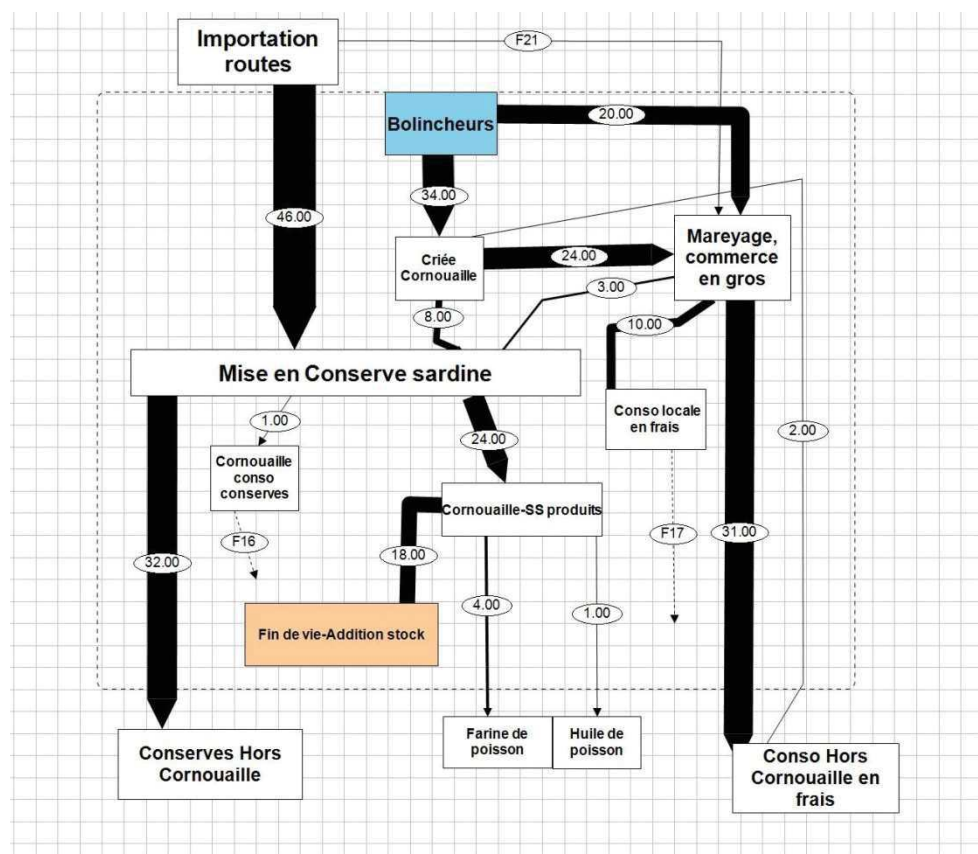 Importation
routes
F21
Bolincheurs
20.00
34.00
46.00
Criée
Cornouaille
24.00
Mareyage,
commerce
en gros
3.00
8.00
10.00
Mise en Conserve sardine
1.00
Conso locale
en frais
24.00
2.00
Cornouaille
conso
conserves
Cornouaille-SS produits
F16
18.00
F17
31.00
32.00
4.00
1.00
Fin de vie-Addition stock
Conserves Hors
Cornouaille
Farine de
poisson
Huile de
poisson
Conso Hors
Cornouaille en
frais